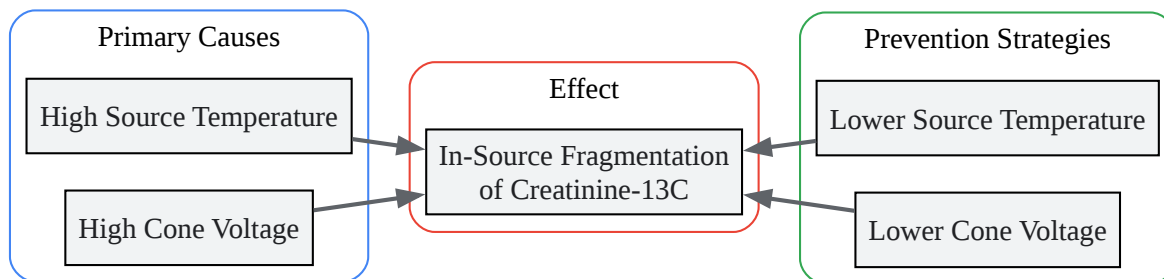 Primary Causes
High Source Temperature
High Cone Voltage
Effect
In-Source Fragmentation
of Creatinine-13C
Prevention Strategies
Lower Source Temperature
Lower Cone Voltage